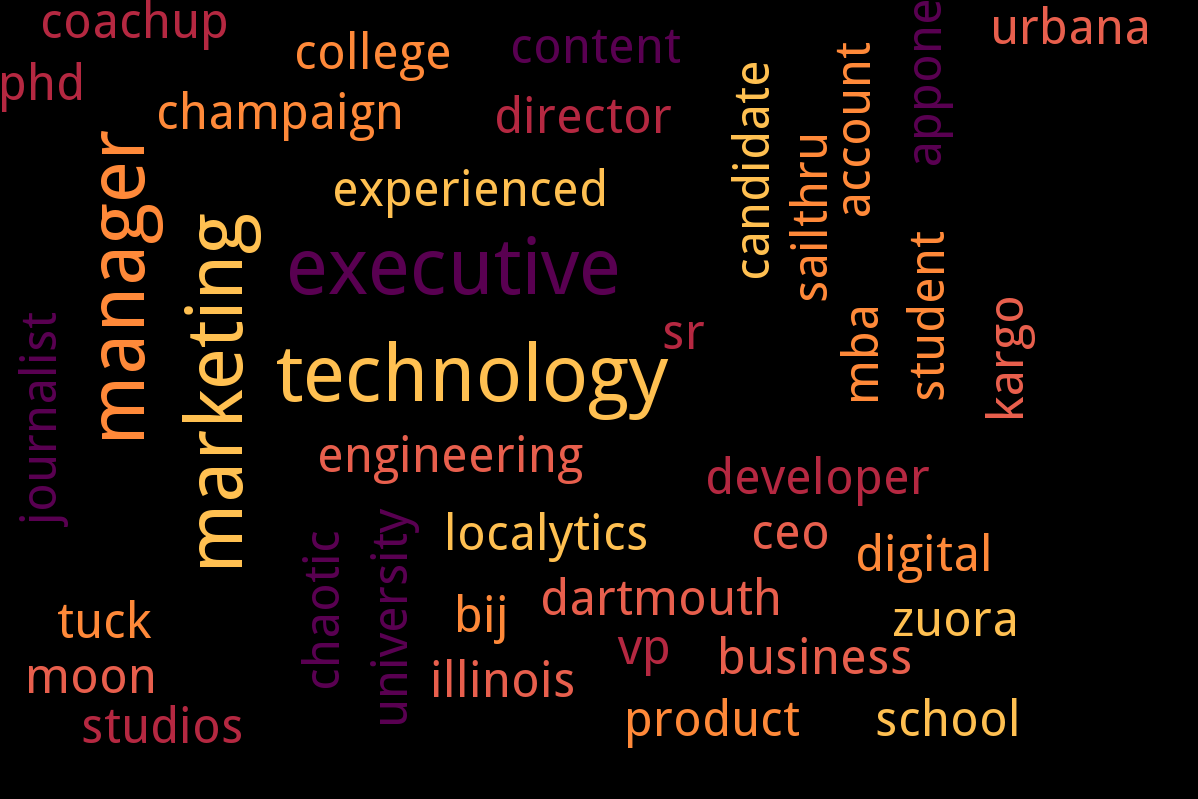 coachup
college
content
urbana
phd
champaign
director
candidate
account
appone
sailthru
experienced
manager
marketing
executive
student
journalist
technology
sr
mba
kargo
engineering
developer
localytics
ceo
digital
chaotic
university
tuck
bij
dartmouth
zuora
vp
business
moon
illinois
studios
product
school